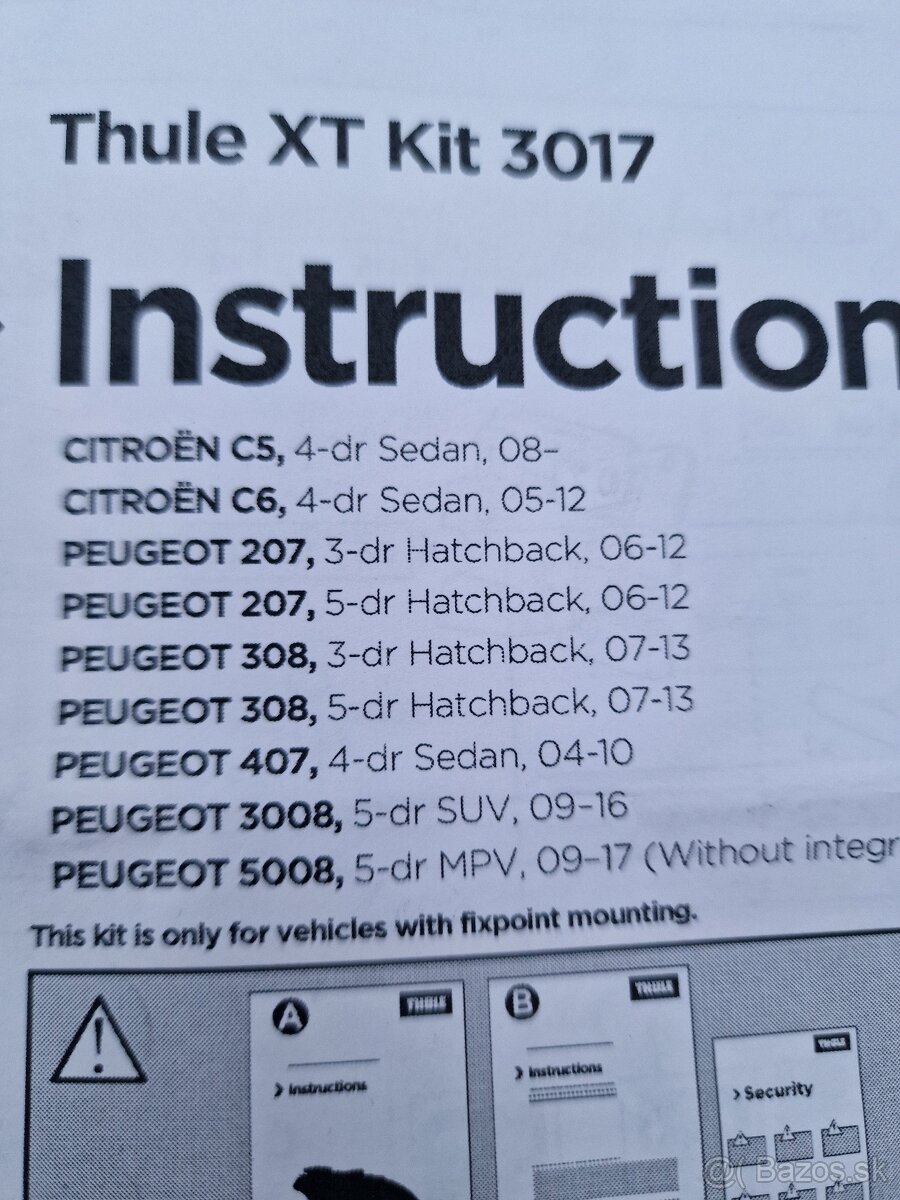 Thule XT Kit 3017
Instruction
CITROËN C5, 4-dr Sedan, 08–
CITROËN C6, 4-dr Sedan, 05-12
PEUGEOT 207, 3-dr Hatchback, 06-12
PEUGEOT 207, 5-dr Hatchback, 06-12
PEUGEOT 308, 3-dr Hatchback, 07-13
PEUGEOT 308, 5-dr Hatchback, 07-13
PEUGEOT 407, 4-dr Sedan, 04-10
PEUGEOT 3008, 5-dr SUV, 09-16
PEUGEOT 5008, 5-dr MPV, 09–17 (Without integr
This kit is only for vehicles with fixpoint mounting.
A THULE
B THULE
THULE
› Instructions
› Instructions
› Security
@ Bazos.sk